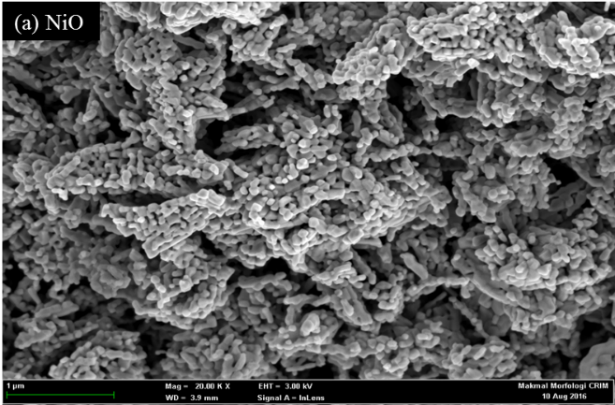 (a) NiO
1 µm
Mag = 20.00 K X EHT = 3.00 kV Makmal Morfologi CRIM
WD = 3.9 mm Signal A = InLens 10 Aug 2016